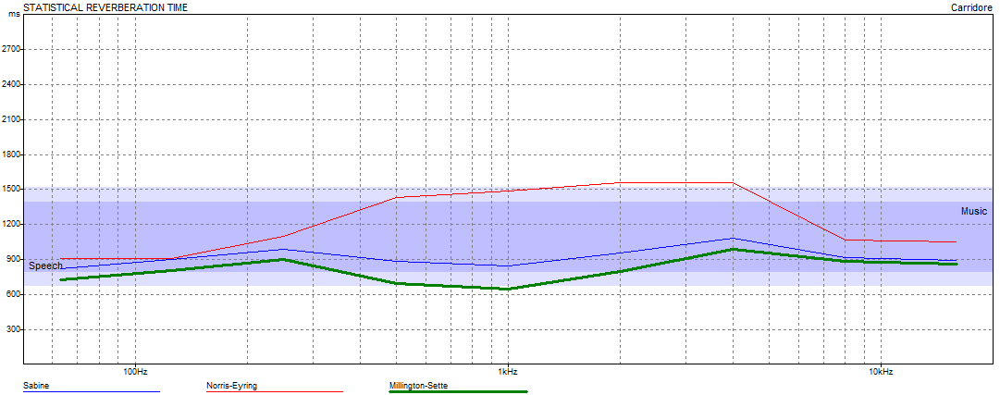 STATISTICAL REVERBERATION TIME Carridore
ms
2700
2400
2100
1800
1500
1200
Music
900
Speech
600
300
100Hz 1kHz 10kHz
Sabine Norris-Eyring Millington-Sette